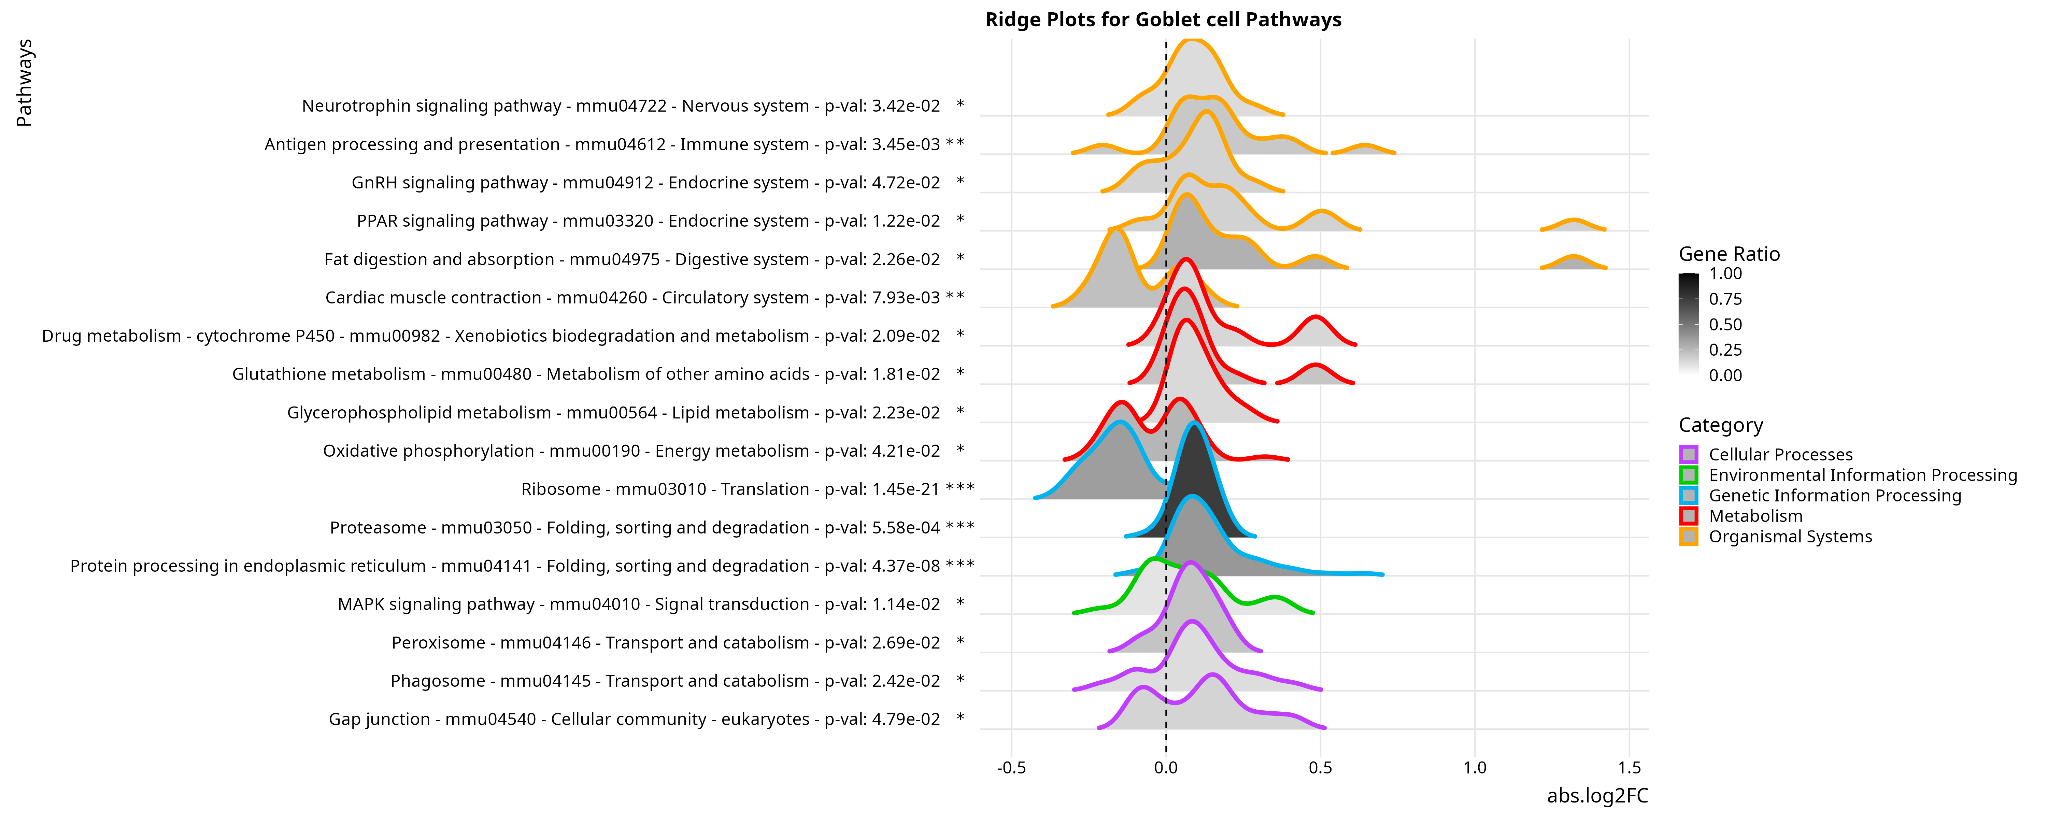 Ridge Plots for Goblet cell Pathways
Pathways
Neurotrophin signaling pathway - mmu04722 - Nervous system - p-val: 3.42e-02 *
Antigen processing and presentation - mmu04612 - Immune system - p-val: 3.45e-03 **
GnRH signaling pathway - mmu04912 - Endocrine system - p-val: 4.72e-02 *
PPAR signaling pathway - mmu03320 - Endocrine system - p-val: 1.22e-02 *
Fat digestion and absorption - mmu04975 - Digestive system - p-val: 2.26e-02 *
Cardiac muscle contraction - mmu04260 - Circulatory system - p-val: 7.93e-03 **
Drug metabolism - cytochrome P450 - mmu00982 - Xenobiotics biodegradation and metabolism - p-val: 2.09e-02 *
Glutathione metabolism - mmu00480 - Metabolism of other amino acids - p-val: 1.81e-02 *
Glycerophospholipid metabolism - mmu00564 - Lipid metabolism - p-val: 2.23e-02 *
Oxidative phosphorylation - mmu00190 - Energy metabolism - p-val: 4.21e-02 *
Ribosome - mmu03010 - Translation - p-val: 1.45e-21 ***
Proteasome - mmu03050 - Folding, sorting and degradation - p-val: 5.58e-04 ***
Protein processing in endoplasmic reticulum - mmu04141 - Folding, sorting and degradation - p-val: 4.37e-08 ***
MAPK signaling pathway - mmu04010 - Signal transduction - p-val: 1.14e-02 *
Peroxisome - mmu04146 - Transport and catabolism - p-val: 2.69e-02 *
Phagosome - mmu04145 - Transport and catabolism - p-val: 2.42e-02 *
Gap junction - mmu04540 - Cellular community - eukaryotes - p-val: 4.79e-02 *
-0.5 0.0 0.5 1.0 1.5
abs.log2FC
Gene Ratio
1.00
0.75
0.50
0.25
0.00
Category
Cellular Processes
Environmental Information Processing
Genetic Information Processing
Metabolism
Organismal Systems